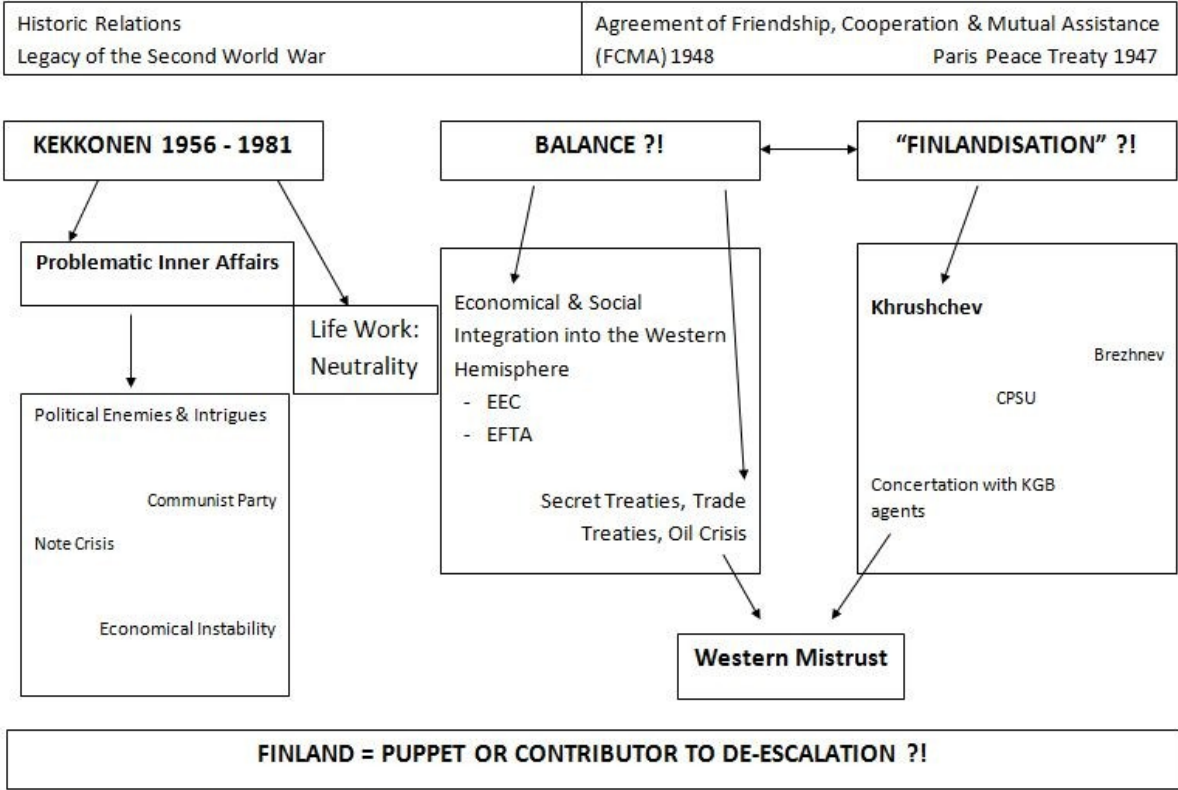 Historic Relations
Legacy of the Second World War
Agreement of Friendship, Cooperation & Mutual Assistance
(FCMA) 1948 Paris Peace Treaty 1947
KEKKONEN 1956 - 1981
BALANCE ?!
“FINLANDISATION” ?!
Problematic Inner Affairs
Life Work:
Neutrality
Political Enemies & Intrigues
Communist Party
Note Crisis
Economical Instability
Economical & Social
Integration into the Western
Hemisphere
- EEC
- EFTA
Secret Treaties, Trade
Treaties, Oil Crisis
Khrushchev
Brezhnev
CPSU
Concertation with KGB
agents
Western Mistrust
FINLAND = PUPPET OR CONTRIBUTOR TO DE-ESCALATION ?!